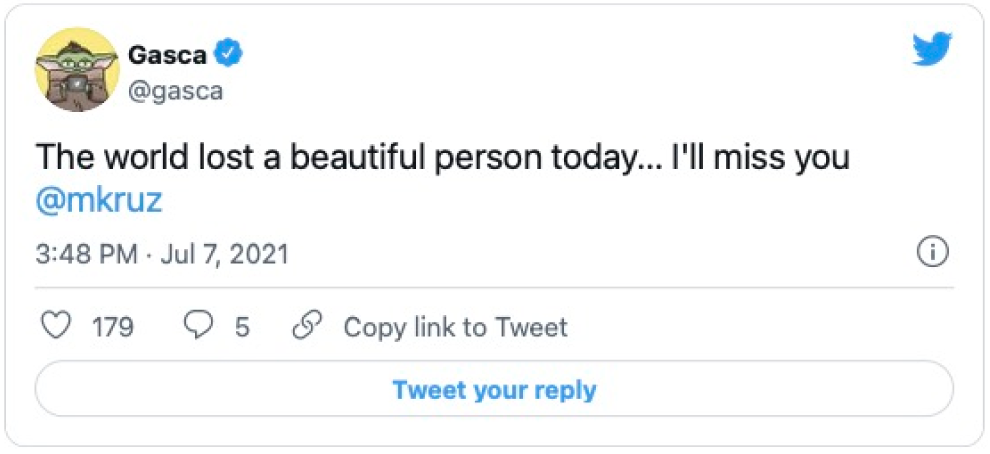 Gasca
@gasca
The world lost a beautiful person today... I'll miss you
@mkruz
3:48 PM · Jul 7, 2021
179 5 Copy link to Tweet
Tweet your reply